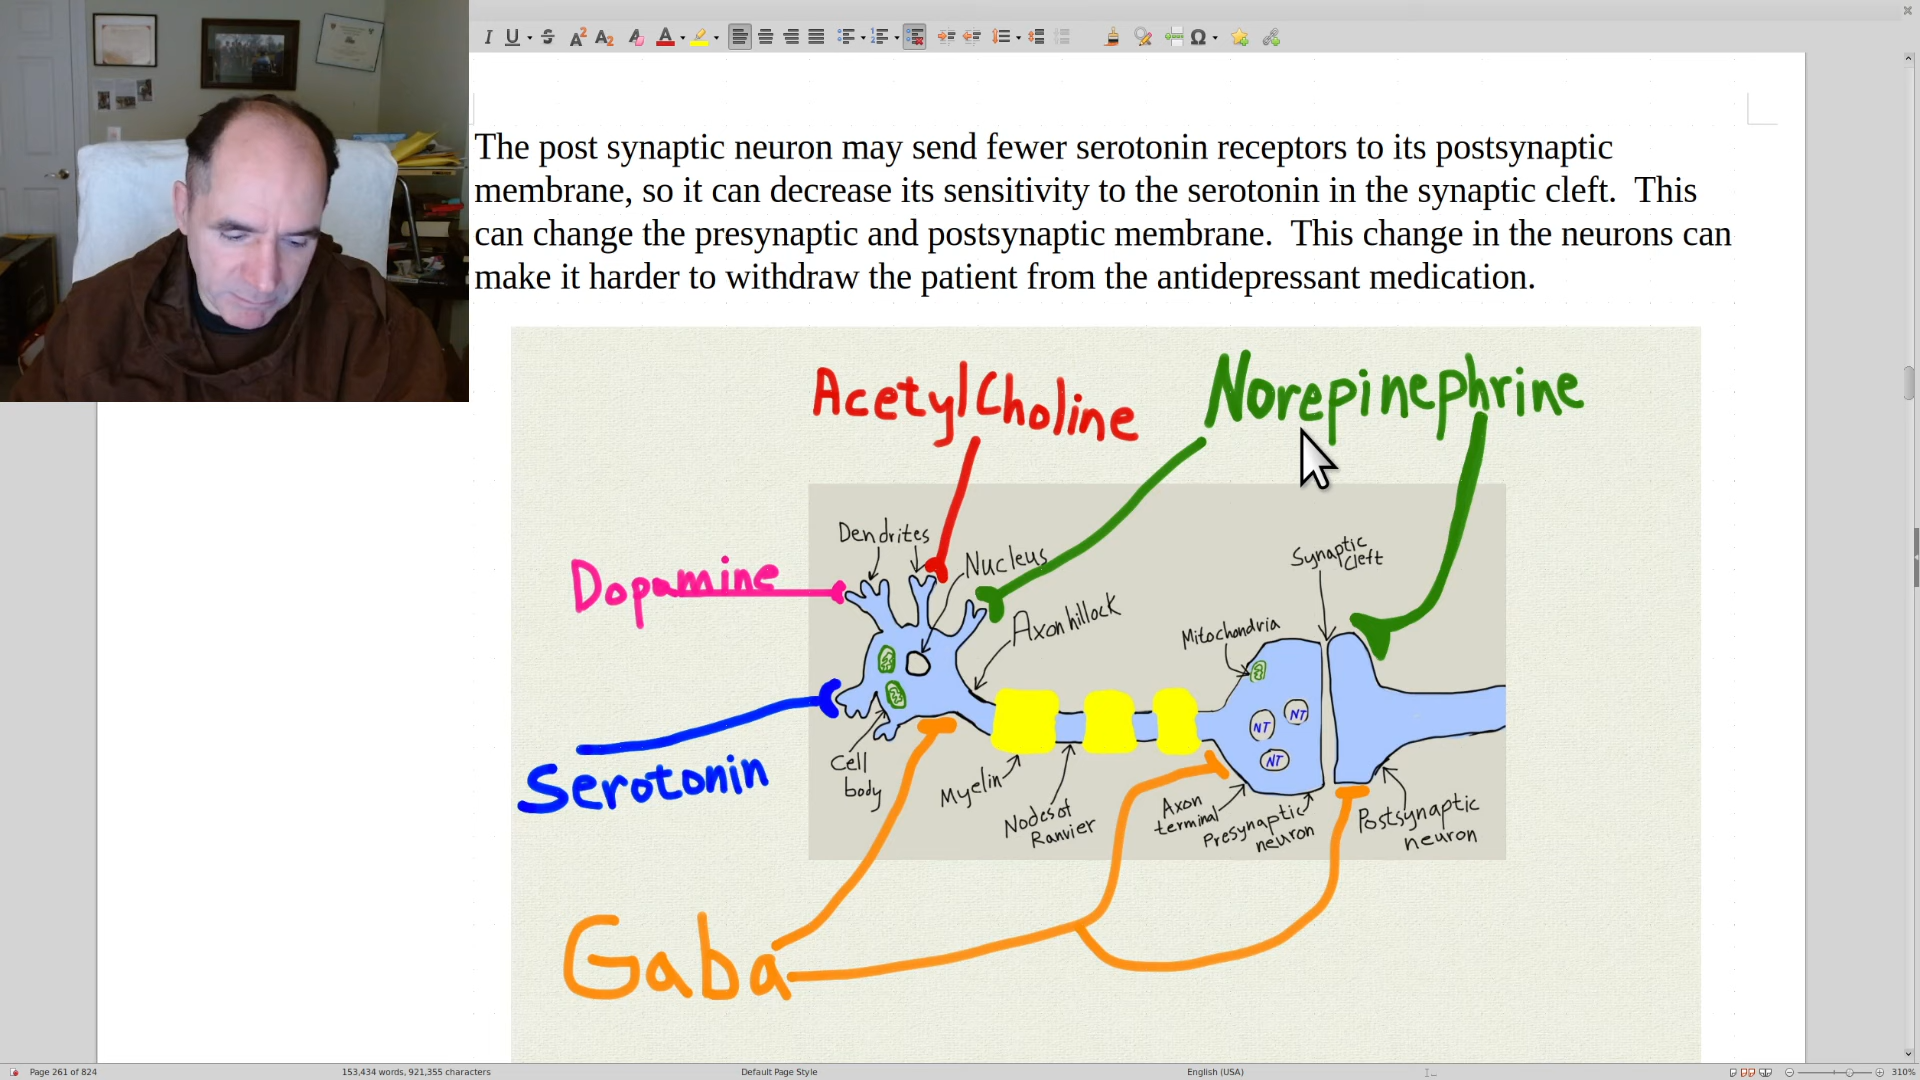 The post synaptic neuron may send fewer serotonin receptors to its postsynaptic
membrane, so it can decrease its sensitivity to the serotonin in the synaptic cleft.  This
can change the presynaptic and postsynaptic membrane.  This change in the neurons can
make it harder to withdraw the patient from the antidepressant medication.
AcetylCholine
Norepinephrine
Dendrites
Nucleus
Synaptic
cleft
Dopamine
Axon hillock
Mitochondria
NT
NT
NT
Serotonin
Cell
body
Myelin
Nodes of
Ranvier
Axon
terminal
Presynaptic
neuron
Postsynaptic
neuron
Gaba
Page 261 of 824
153,434 words, 921,355 characters
Default Page Style
English (USA)
310%